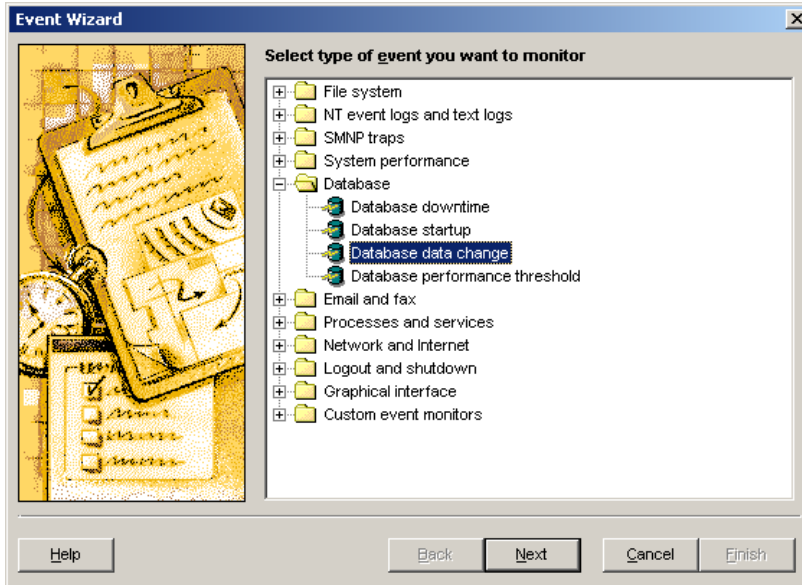 Event Wizard
Select type of event you want to monitor
File system
NT event logs and text logs
SMNP traps
System performance
Database
Database downtime
Database startup
Database data change
Database performance threshold
Email and fax
Processes and services
Network and Internet
Logout and shutdown
Graphical interface
Custom event monitors
Help Back Next Cancel Finish